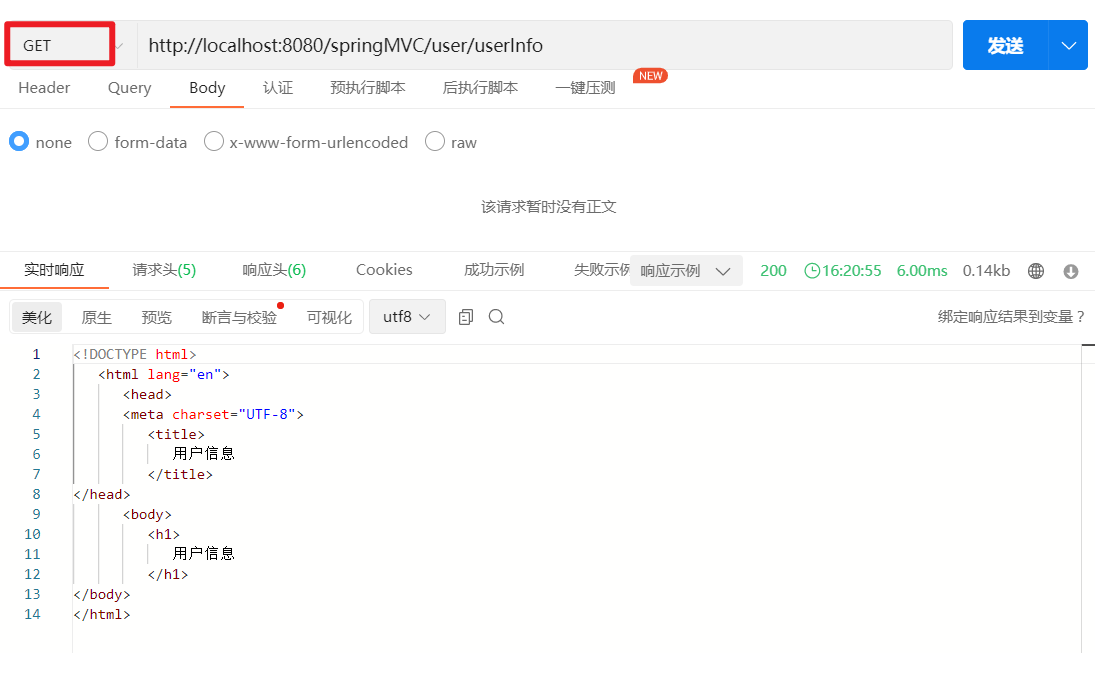 GET http://localhost:8080/springMVC/user/userInfo 发送
Header Query Body 认证 预执行脚本 后执行脚本 一键压测 NEW
none form-data x-www-form-urlencoded raw
该请求暂时没有正文
实时响应 请求头(5) 响应头(6) Cookies 成功示例 失败示例 响应示例 200 16:20:55 6.00ms 0.14kb
美化 原生 预览 断言与校验 可视化 utf8 绑定响应结果到变量？
1 <!DOCTYPE html>
2 <html lang="en">
3 <head>
4 <meta charset="UTF-8">
5 <title>
6 用户信息
7 </title>
8 </head>
9 <body>
10 <h1>
11 用户信息
12 </h1>
13 </body>
14 </html>